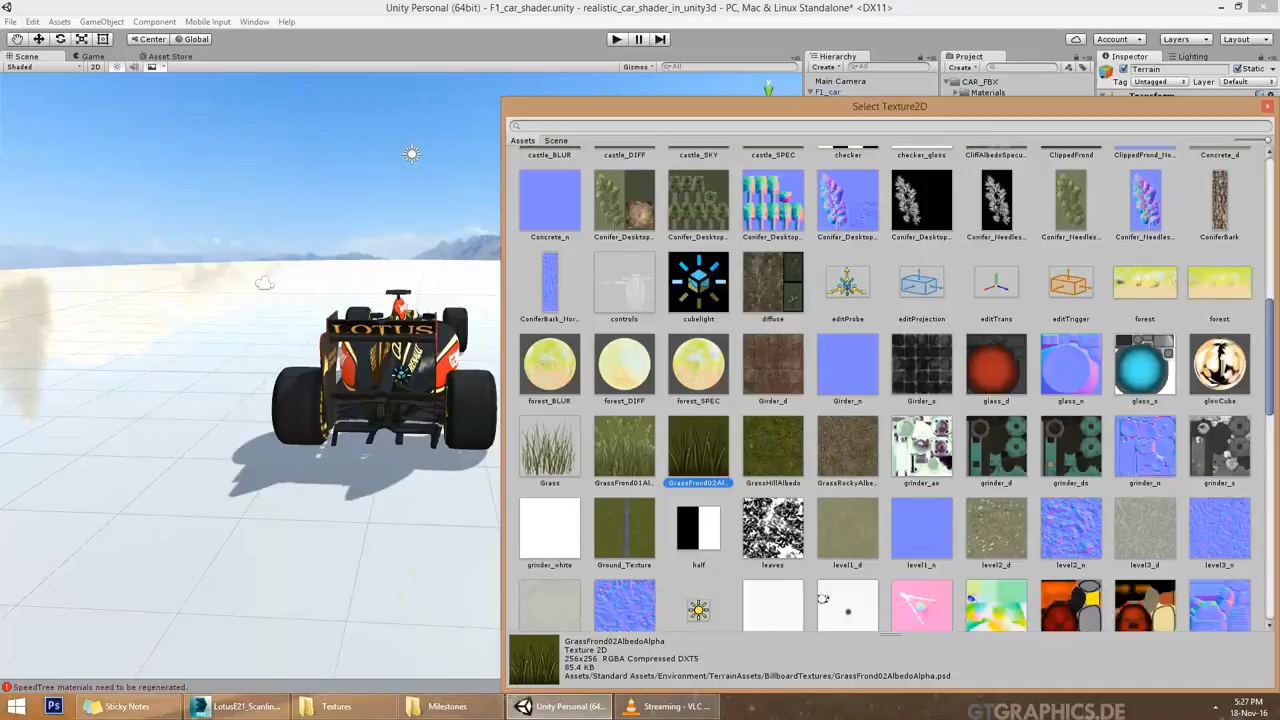 Unity Personal (64bit) - F1_car_shader.unity - realistic_car_shader_in_unity3d - PC, Mac & Linux Standalone* <DX11>
File Edit Assets GameObject Component Mobile Input Window Help
Center Global Account Layers Layout
Scene Game Asset Store Hierarchy Project Inspector Lighting
Shaded 2D Gizmos All Create All Create Terrain Static
Main Camera CAR_FBX Tag Untagged Layer Default
F1_car Materials
y
Select Texture2D
Assets Scene
castle_BLUR castle_DIFF castle_SKY castle_SPEC checker checker_gloss CliffAlbedoSpecu... ClippedFrond ClippedFrond_No... Concrete_d
Concrete_n Conifer_Desktop... Conifer_Desktop... Conifer_Desktop... Conifer_Desktop... Conifer_Desktop... Conifer_Needles... Conifer_Needles... Conifer_Needles... ConiferBark
ConiferBark_Nor... controls cubelight diffuse editProbe editProjection editTrans editTrigger forest forest
LOTUS
forest_BLUR forest_DIFF forest_SPEC Girder_d Girder_n Girder_s glass_d glass_n glass_s glowCube
Grass GrassFrond01Al... GrassFrond02Al... GrassHillAlbedo GrassRockyAlbe... grinder_ao grinder_d grinder_ds grinder_n grinder_s
grinder_white Ground_Texture half leaves level1_d level1_n level2_d level2_n level3_d level3_n
GrassFrond02AlbedoAlpha
Texture 2D
256x256 RGBA Compressed DXT5
85.4 KB
Assets/Standard Assets/Environment/TerrainAssets/BillboardTextures/GrassFrond02AlbedoAlpha.psd
SpeedTree materials need to be regenerated.
Sticky Notes LotusE21_Scanlin... Textures Milestones Unity Personal (64... Streaming - VLC ...
5:27 PM
18-Nov-16
GTGRAPHICS.DE